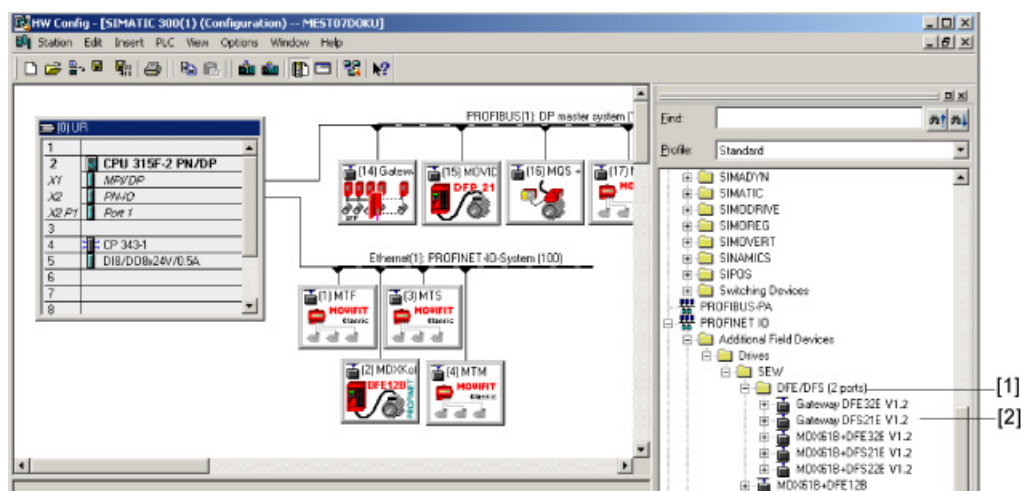 HW Config - [SIMATIC 300(1) (Configuration) -- MEST07DOKU]
Station Edit Insert PLC View Options Window Help
(0) UR
1
2 CPU 315F-2 PN/DP
X1 MPI/DP
X2 PN-IO
X2 P1 Port 1
3
4 CP 343-1
5 DI8/DO8x24V/0.5A
6
7
8
PROFIBUS(1): DP master system (
(14) Gatew
(15) MOVID
DFP 21
(16) MQS +
(17)
Ethernet(1): PROFINET-IO-System (100)
(1) MTF
MOVIFIT
Classic
(3) MTS
MOVIFIT
Classic
(2) MDXKol
DFE12B
PROFINET
(4) MTM
MOVIFIT
Classic
Find:
Profile: Standard
SIMADYN
SIMATIC
SIMODRIVE
SIMOREG
SIMOVERT
SINAMICS
SIPOS
Switching Devices
PROFIBUS-PA
PROFINET IO
Additional Field Devices
Drives
SEW
DFE/DFS (2 ports)
Gateway DFE32E V1.2
Gateway DFS21E V1.2
MDX61B+DFE32E V1.2
MDX61B+DFS21E V1.2
MDX61B+DFS22E V1.2
MDX61B+DFE12B
[1]
[2]